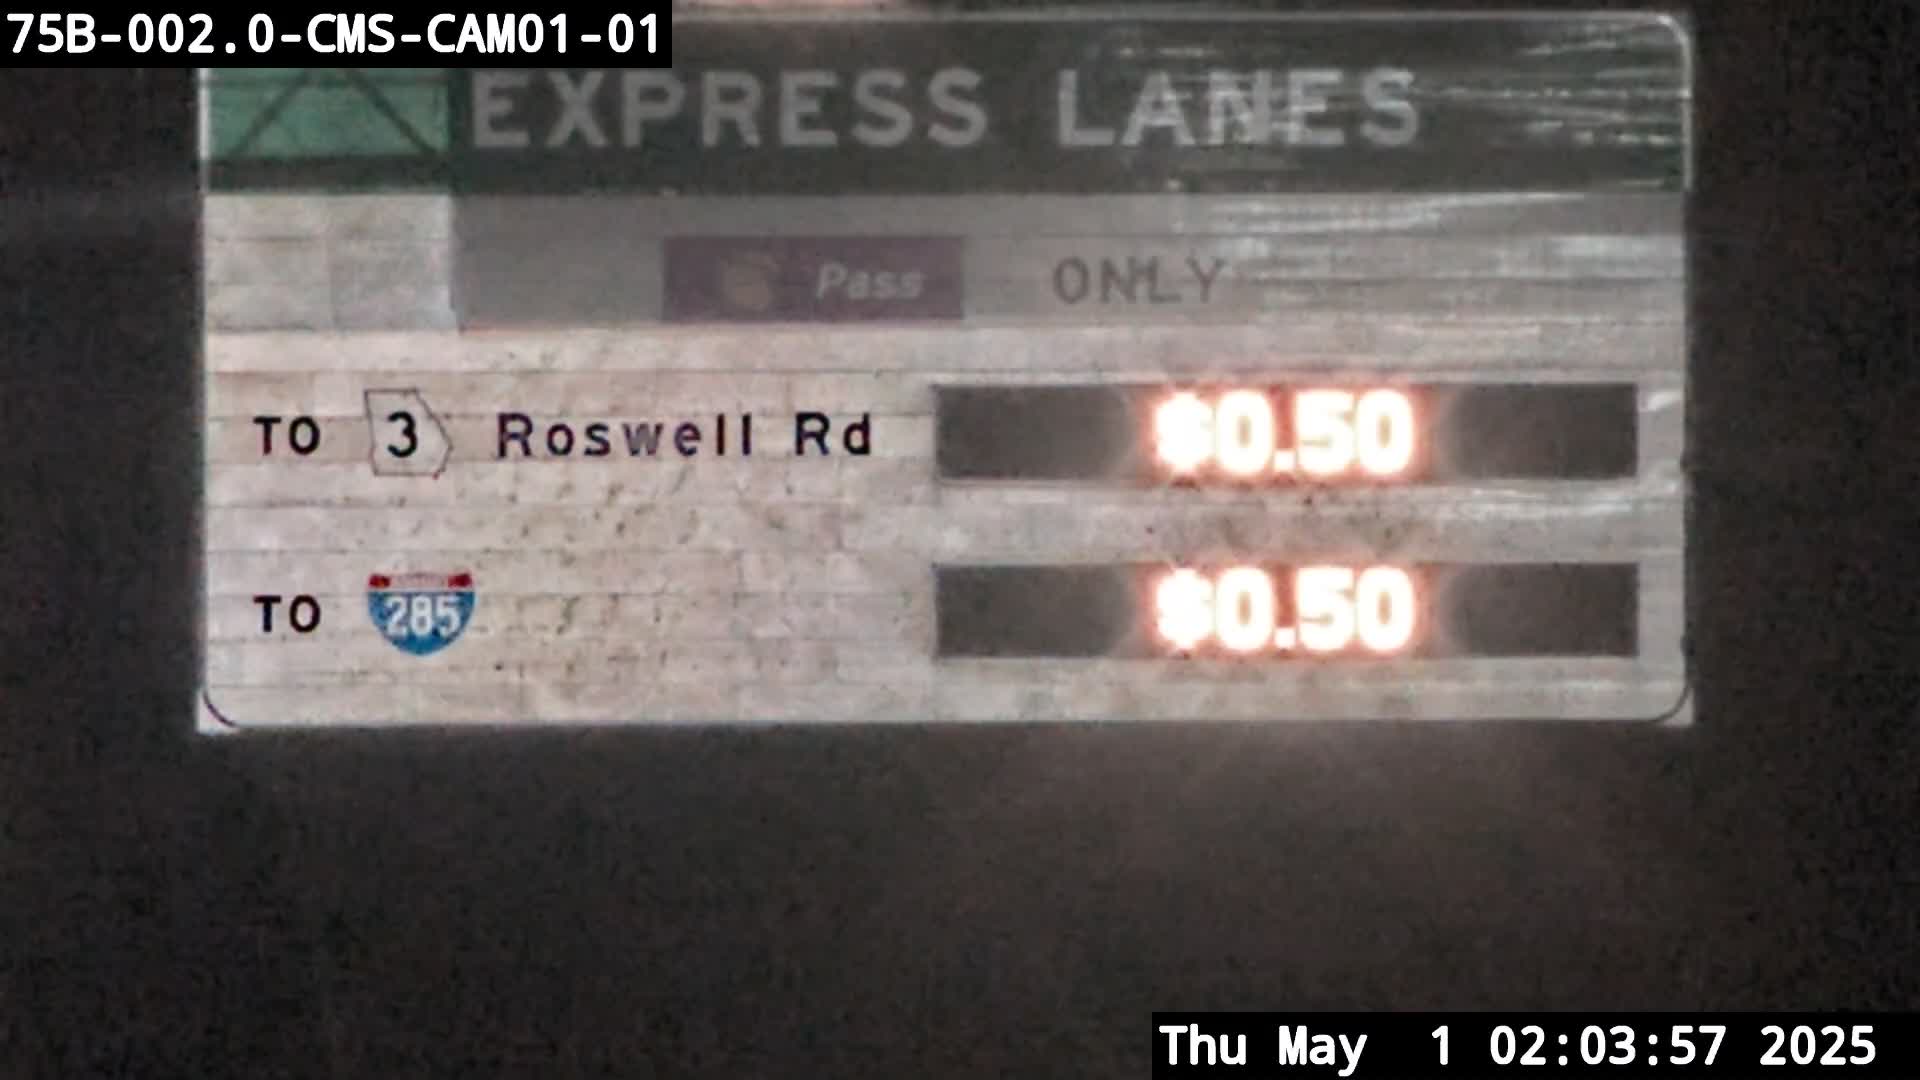 75B-002.0-CMS-CAM01-01
EXPRESS LANES
Pass ONLY
TO 3 Roswell Rd $0.50
TO 285 $0.50
Thu May 1 02:03:57 2025